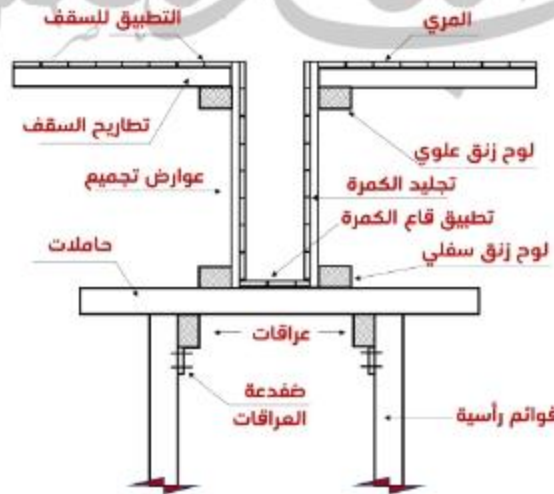 التطبيق للسقف
المري
تطاريح السقف
لوح زنق علوي
عوارض تجميع
تجليد الكمرة
تطبيق قاع الكمرة
حاملات
لوح زنق سفلي
عراقات
ضفدعة
العراقات
قوائم رأسية